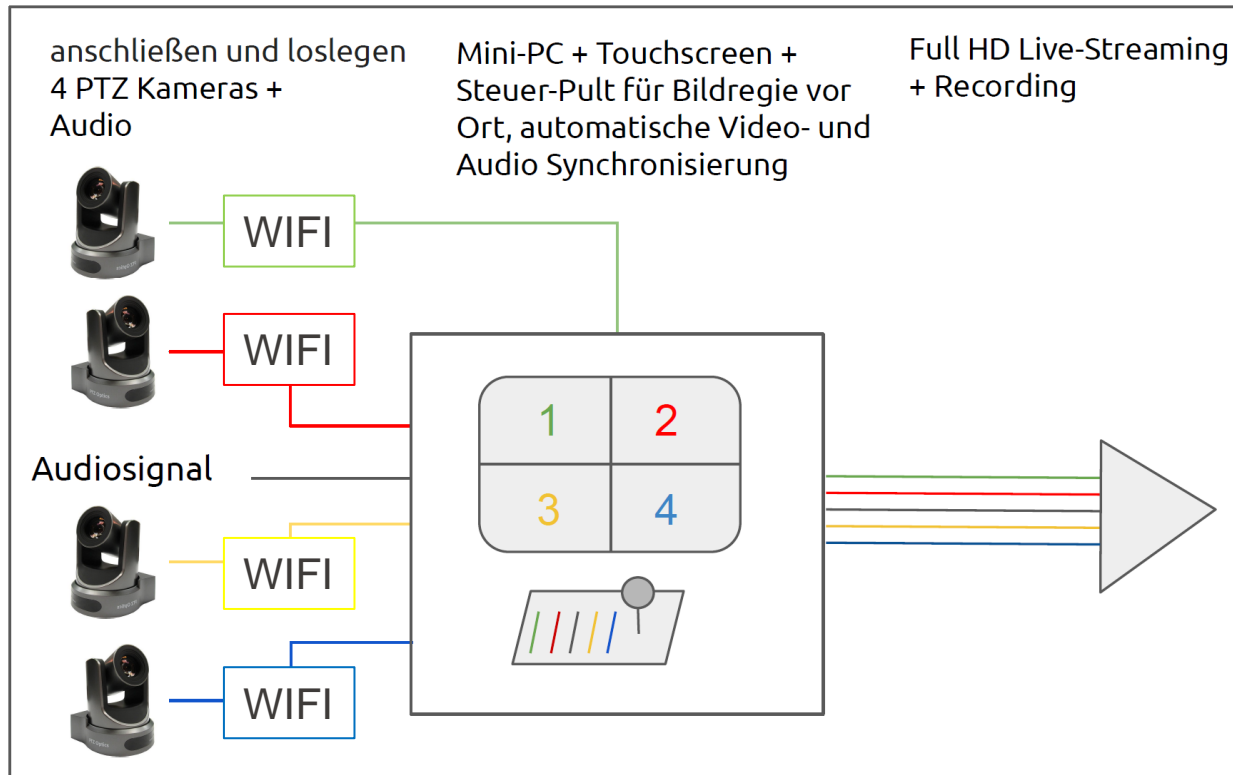 anschließen und loslegen
4 PTZ Kameras +
Audio
Mini-PC + Touchscreen +
Steuer-Pult für Bildregie vor
Ort, automatische Video- und
Audio Synchronisierung
Full HD Live-Streaming
+ Recording
WIFI
WIFI
Audiosignal
WIFI
WIFI
1
2
3
4